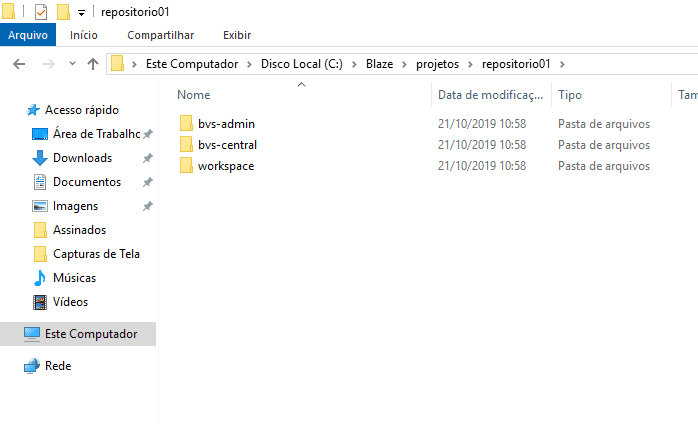 repositorio01
Arquivo Início Compartilhar Exibir
Este Computador Disco Local (C:) Blaze projetos repositorio01
Nome Data de modificaç... Tipo Tam
Acesso rápido
Área de Trabalho
Downloads
Documentos
Imagens
Assinados
Capturas de Tela
Músicas
Vídeos
Este Computador
Rede
bvs-admin 21/10/2019 10:58 Pasta de arquivos
bvs-central 21/10/2019 10:58 Pasta de arquivos
workspace 21/10/2019 10:58 Pasta de arquivos